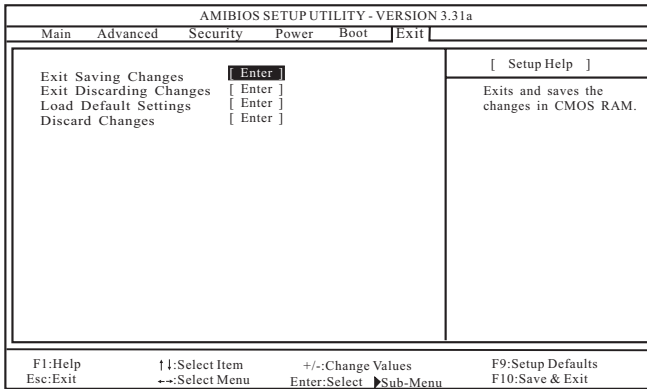 AMIBIOS SETUP UTILITY - VERSION 3.31a
Main Advanced Security Power Boot Exit
Exit Saving Changes [ Enter ]
Exit Discarding Changes [ Enter ]
Load Default Settings [ Enter ]
Discard Changes [ Enter ]
[ Setup Help ]
Exits and saves the
changes in CMOS RAM.
F1:Help ↑↓:Select Item +/-:Change Values F9:Setup Defaults
Esc:Exit ←→:Select Menu Enter:Select ▶Sub-Menu F10:Save & Exit